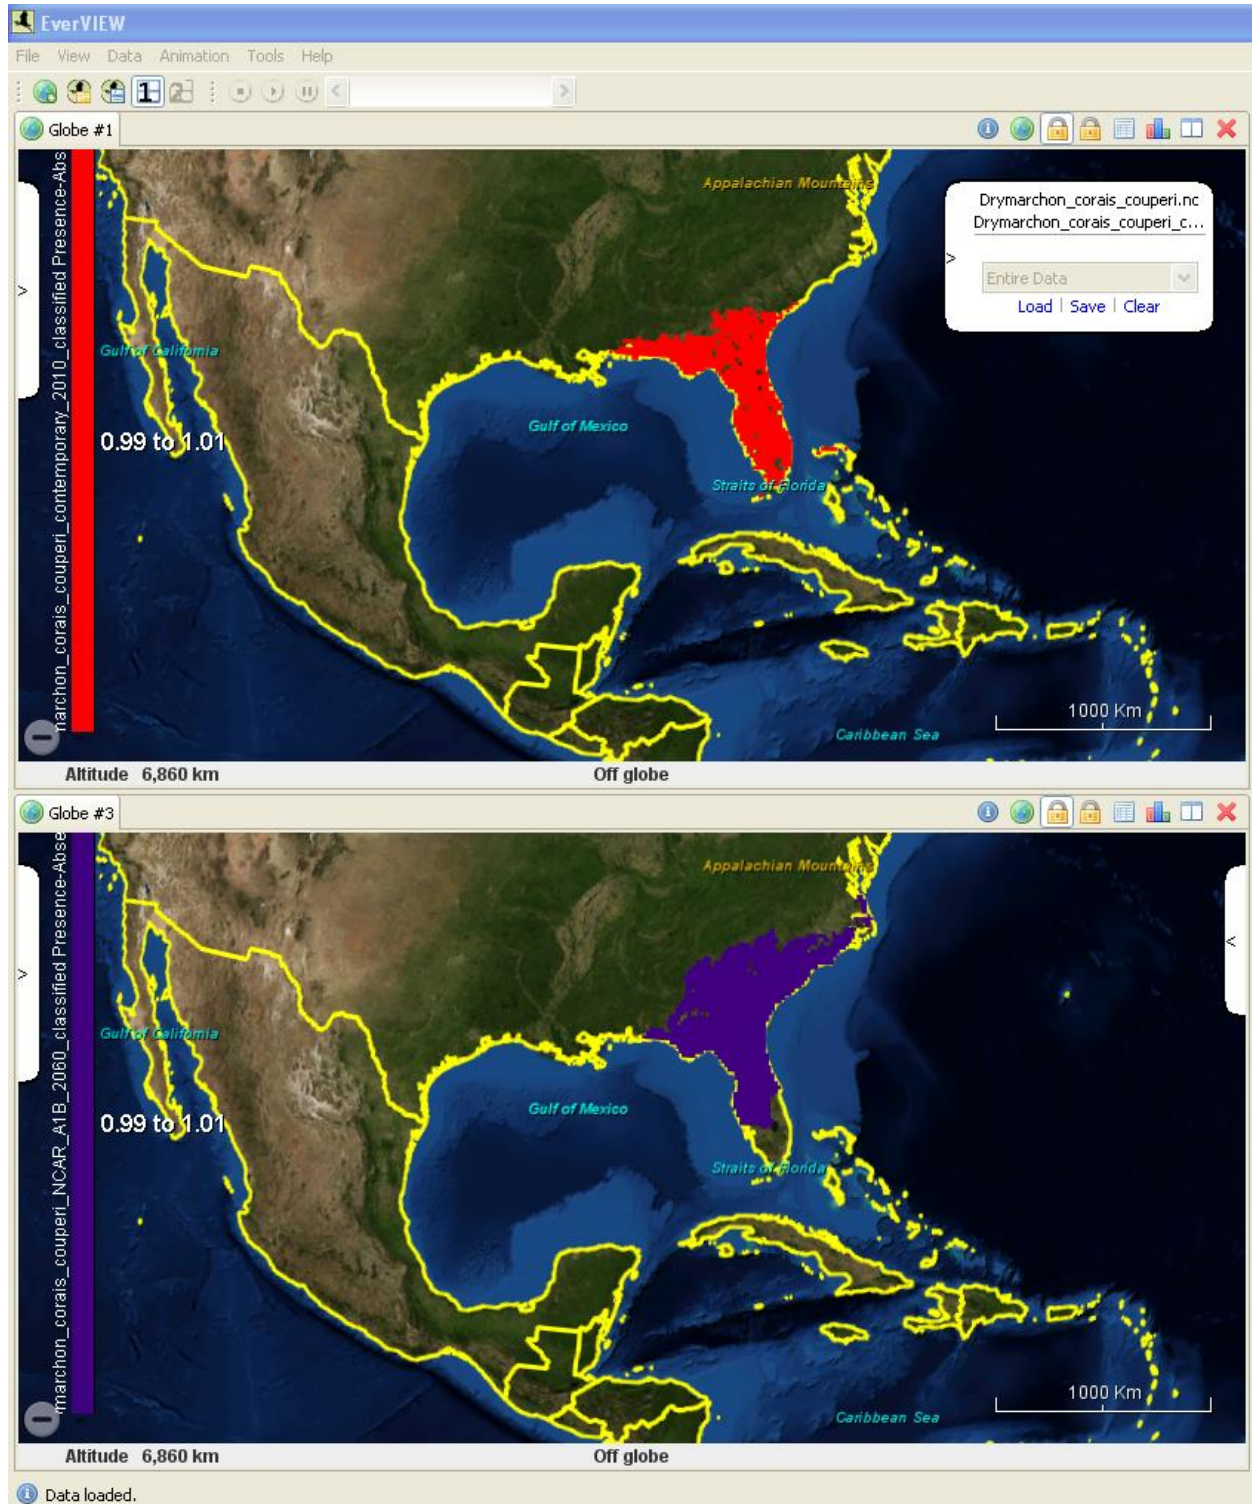 EverVIEW
File View Data Animation Tools Help
1 2
Globe #1
marchon_corais_couperi_contemporary_2010_classified Presence-Abs
Appalachian Mountains
Drymarchon_corais_couperi.nc
Drymarchon_corais_couperi_c...
>
>
Entire Data
Load | Save | Clear
Gulf of California
0.99 to 1.01
Gulf of Mexico
Straits of Florida
1000 Km
Caribbean Sea
Altitude 6,860 km Off globe
Globe #3
marchon_corais_couperi_NCAR_A1B_2060_classified Presence-Abse
Appalachian Mountains
<
>
Gulf of California
0.99 to 1.01
Gulf of Mexico
Straits of Florida
1000 Km
Caribbean Sea
Altitude 6,860 km Off globe
Data loaded.